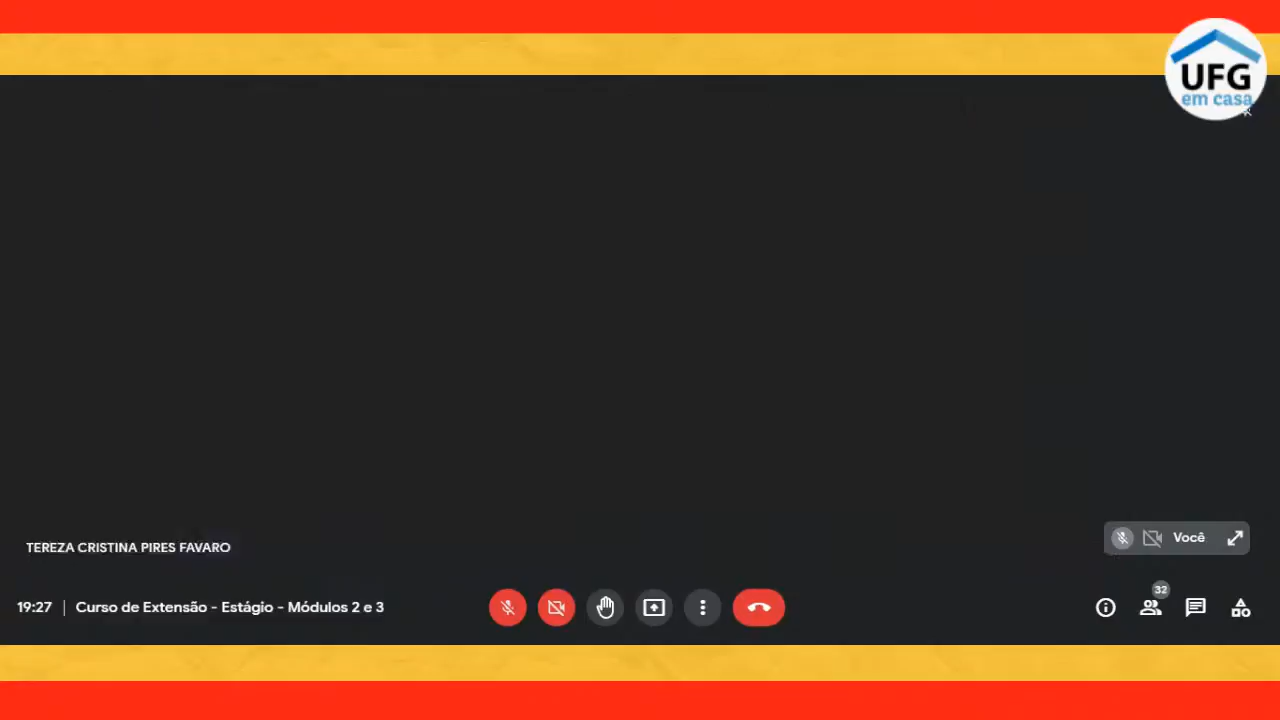 UFG
em casa
TEREZA CRISTINA PIRES FAVARO
Você
19:27 | Curso de Extensão - Estágio - Módulos 2 e 3
32